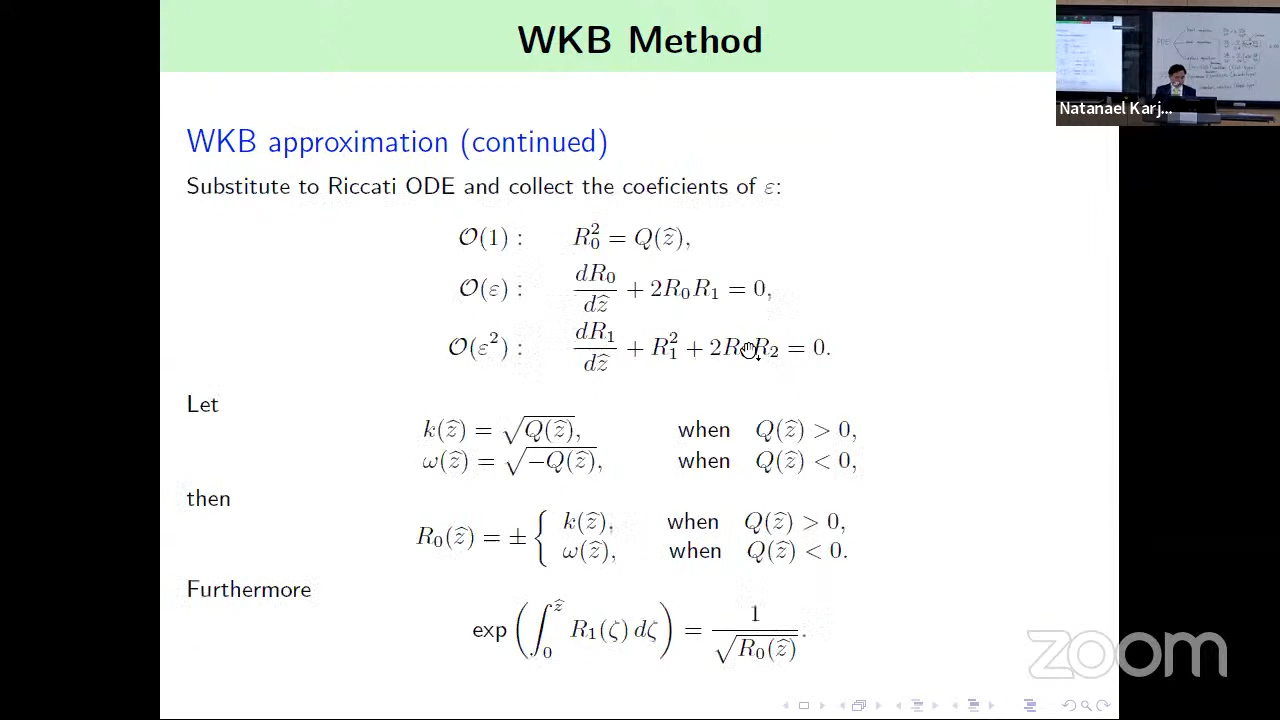 WKB Method
Natanael Karj...
WKB approximation (continued)
Substitute to Riccati ODE and collect the coeficients of ε:
𝒪(1) : R₀² = Q(ẑ),
𝒪(ε) : dR₀/dẑ + 2R₀R₁ = 0,
𝒪(ε²) : dR₁/dẑ + R₁² + 2R₀R₂ = 0.
Let
k(ẑ) = √Q(ẑ), when Q(ẑ) > 0,
ω(ẑ) = √−Q(ẑ), when Q(ẑ) < 0,
then
R₀(ẑ) = ± { k(ẑ), when Q(ẑ) > 0,
ω(ẑ), when Q(ẑ) < 0.
Furthermore
exp (∫₀^ẑ R₁(ζ) dζ) = 1/√R₀(ẑ).
zoom